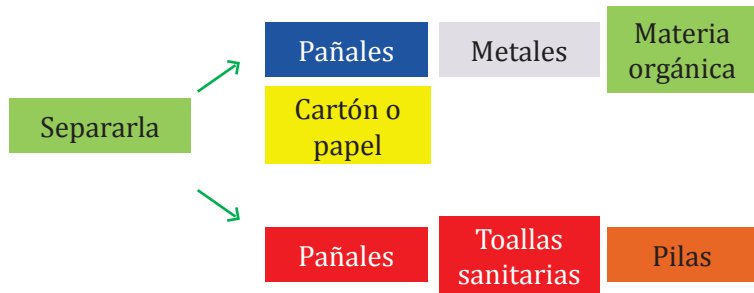 Separarla
Pañales
Metales
Materia
orgánica
Cartón o
papel
Pañales
Toallas
sanitarias
Pilas